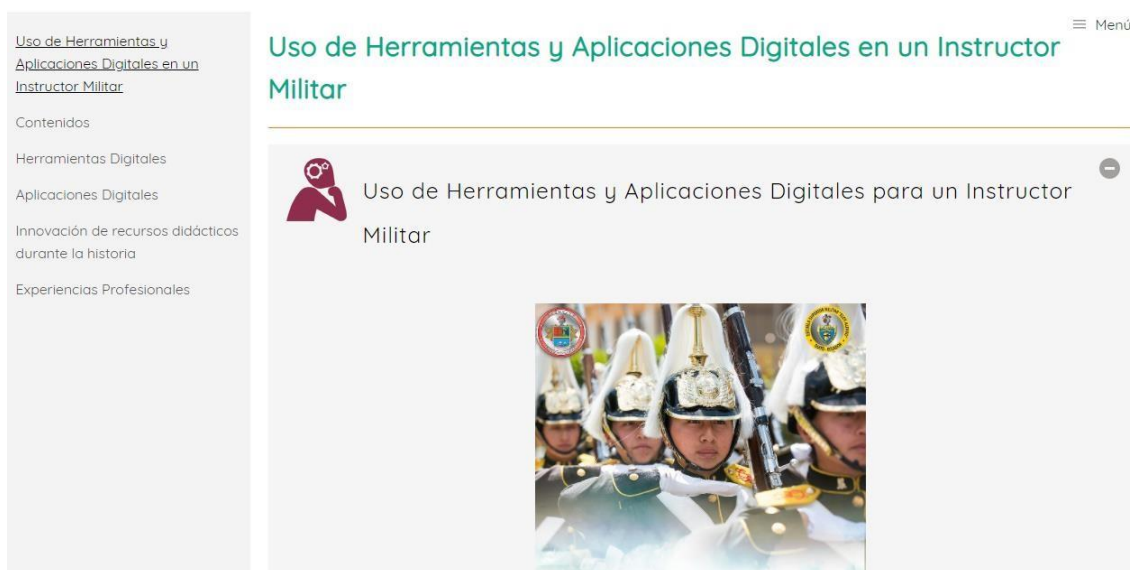 Menú
Uso de Herramientas y
Aplicaciones Digitales en un
Instructor Militar
Contenidos
Herramientas Digitales
Aplicaciones Digitales
Innovación de recursos didácticos
durante la historia
Experiencias Profesionales
Uso de Herramientas y Aplicaciones Digitales en un Instructor
Militar
Uso de Herramientas y Aplicaciones Digitales para un Instructor
Militar